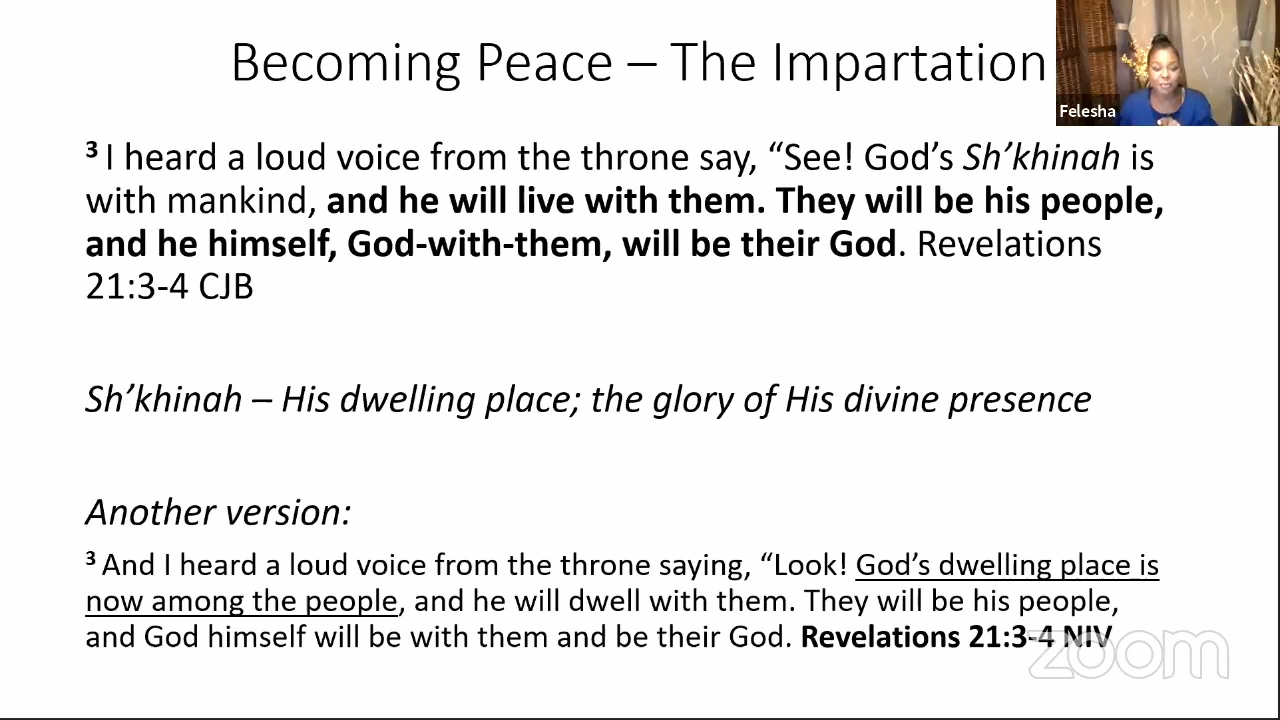 Becoming Peace – The Impartation
Felesha
3 I heard a loud voice from the throne say, “See! God’s Sh’khinah is
with mankind, and he will live with them. They will be his people,
and he himself, God-with-them, will be their God. Revelations
21:3-4 CJB
Sh’khinah – His dwelling place; the glory of His divine presence
Another version:
3 And I heard a loud voice from the throne saying, “Look! God’s dwelling place is
now among the people, and he will dwell with them. They will be his people,
and God himself will be with them and be their God. Revelations 21:3-4 NIV
zoom